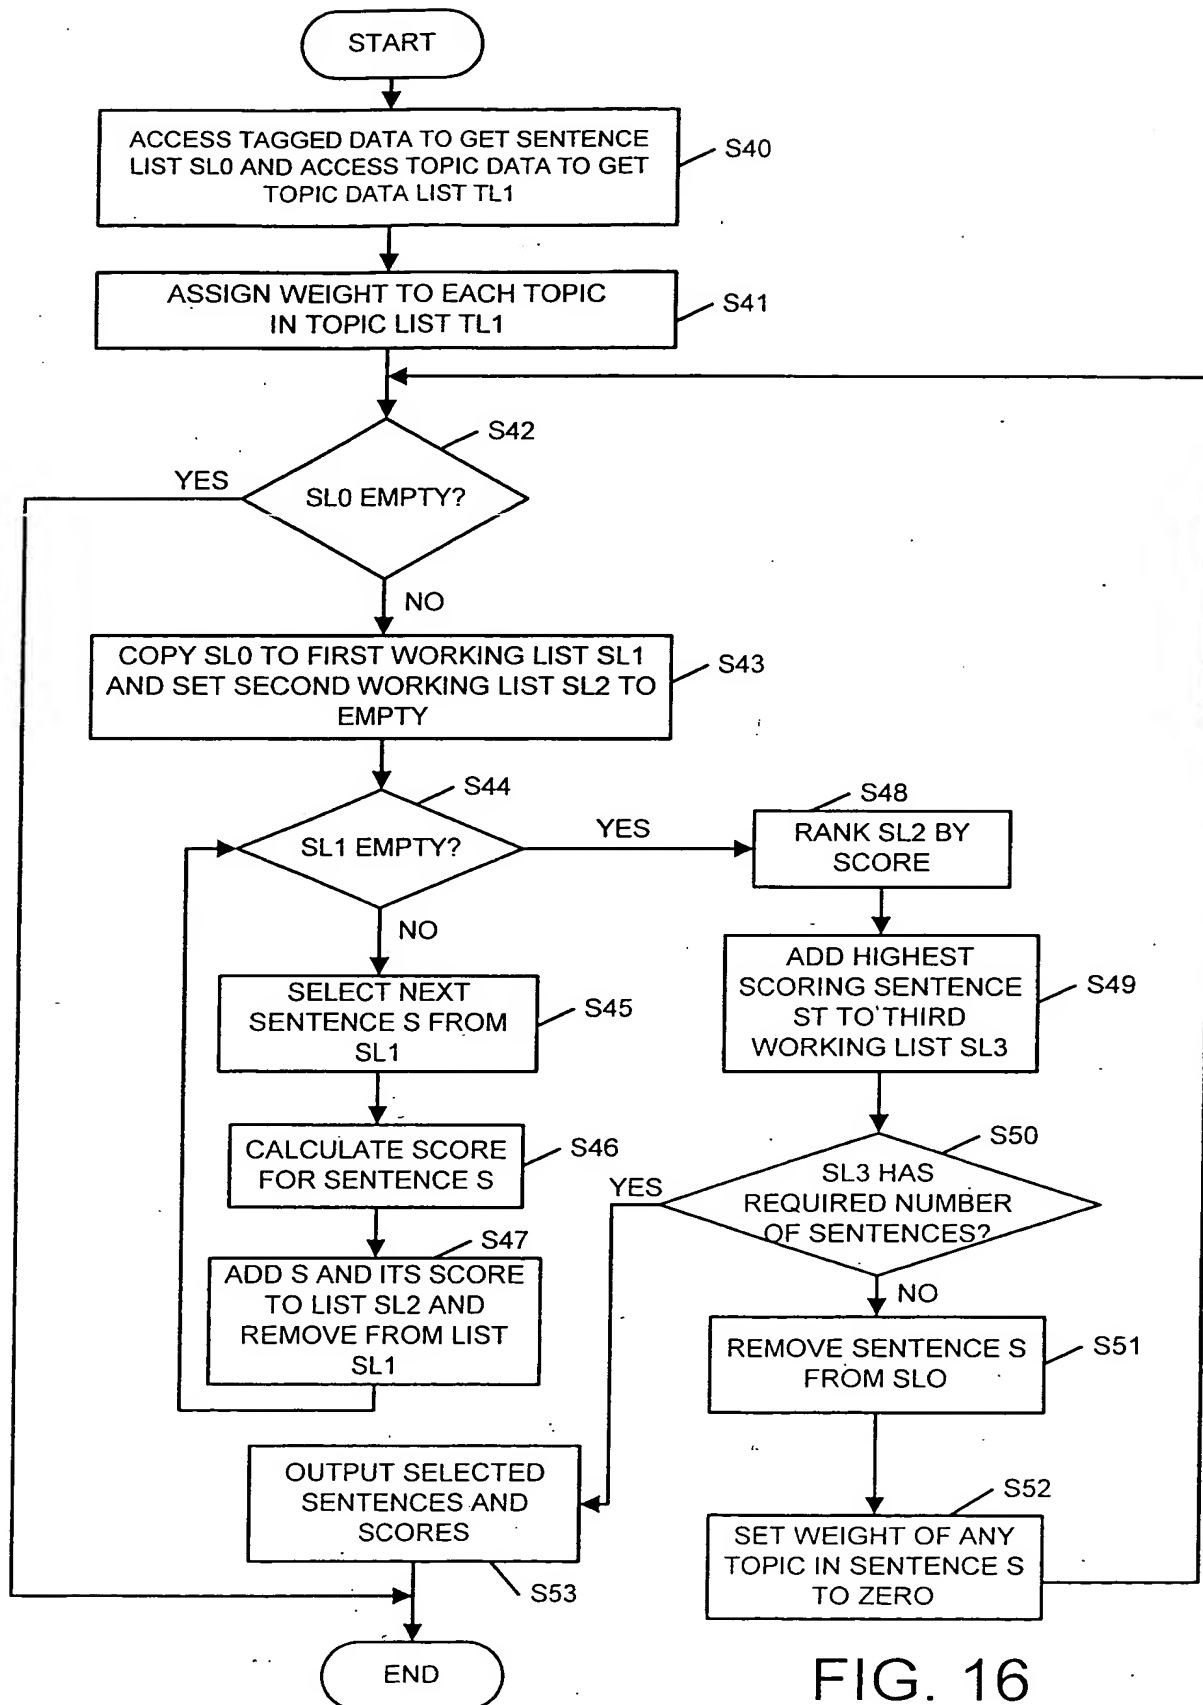 START
ACCESS TAGGED DATA TO GET SENTENCE
LIST SL0 AND ACCESS TOPIC DATA TO GET
TOPIC DATA LIST TL1
S40
ASSIGN WEIGHT TO EACH TOPIC
IN TOPIC LIST TL1
S41
S42
YES
SL0 EMPTY?
NO
COPY SL0 TO FIRST WORKING LIST SL1
AND SET SECOND WORKING LIST SL2 TO
EMPTY
S43
S44
SL1 EMPTY?
YES
NO
S48
RANK SL2 BY
SCORE
SELECT NEXT
SENTENCE S FROM
SL1
S45
ADD HIGHEST
SCORING SENTENCE
ST TO THIRD
WORKING LIST SL3
S49
CALCULATE SCORE
FOR SENTENCE S
S46
S50
YES
SL3 HAS
REQUIRED NUMBER
OF SENTENCES?
NO
S47
ADD S AND ITS SCORE
TO LIST SL2 AND
REMOVE FROM LIST
SL1
REMOVE SENTENCE S
FROM SLO
S51
OUTPUT SELECTED
SENTENCES AND
SCORES
S53
S52
SET WEIGHT OF ANY
TOPIC IN SENTENCE S
TO ZERO
END
FIG. 16